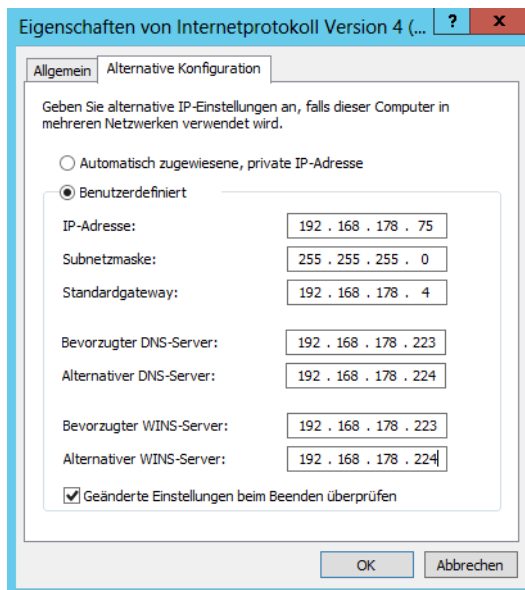 Eigenschaften von Internetprotokoll Version 4 (... ? x
Allgemein Alternative Konfiguration
Geben Sie alternative IP-Einstellungen an, falls dieser Computer in
mehreren Netzwerken verwendet wird.
Automatisch zugewiesene, private IP-Adresse
Benutzerdefiniert
IP-Adresse: 192 . 168 . 178 . 75
Subnetzmaske: 255 . 255 . 255 . 0
Standardgateway: 192 . 168 . 178 . 4
Bevorzugter DNS-Server: 192 . 168 . 178 . 223
Alternativer DNS-Server: 192 . 168 . 178 . 224
Bevorzugter WINS-Server: 192 . 168 . 178 . 223
Alternativer WINS-Server: 192 . 168 . 178 . 224
Geänderte Einstellungen beim Beenden überprüfen
OK Abbrechen